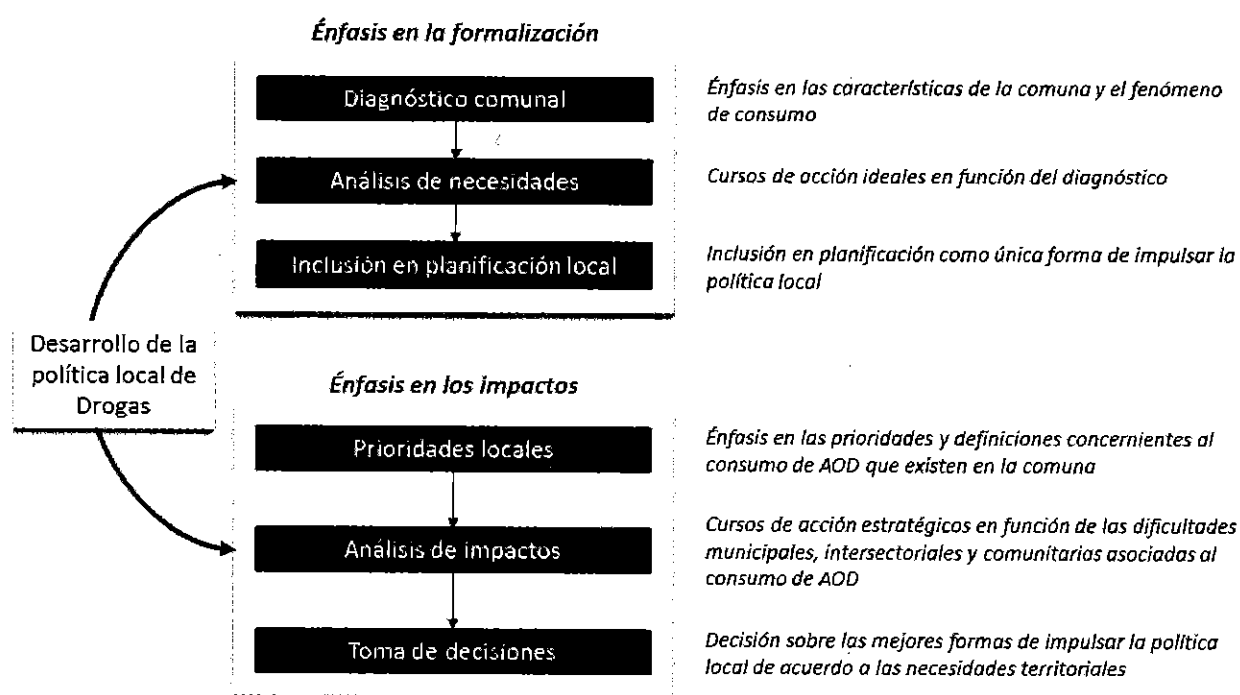 Énfasis en la formalización
Diagnóstico comunal
Énfasis en las características de la comuna y el fenómeno
de consumo
Análisis de necesidades
Cursos de acción ideales en función del diagnóstico
Inclusión en planificación local
Inclusión en planificación como única forma de impulsar la
política local
Desarrollo de la
política local de
Drogas
Énfasis en los impactos
Prioridades locales
Énfasis en las prioridades y definiciones concernientes al
consumo de AOD que existen en la comuna
Análisis de impactos
Cursos de acción estratégicos en función de las dificultades
municipales, intersectoriales y comunitarias asociadas al
consumo de AOD
Toma de decisiones
Decisión sobre las mejores formas de impulsar la política
local de acuerdo a las necesidades territoriales